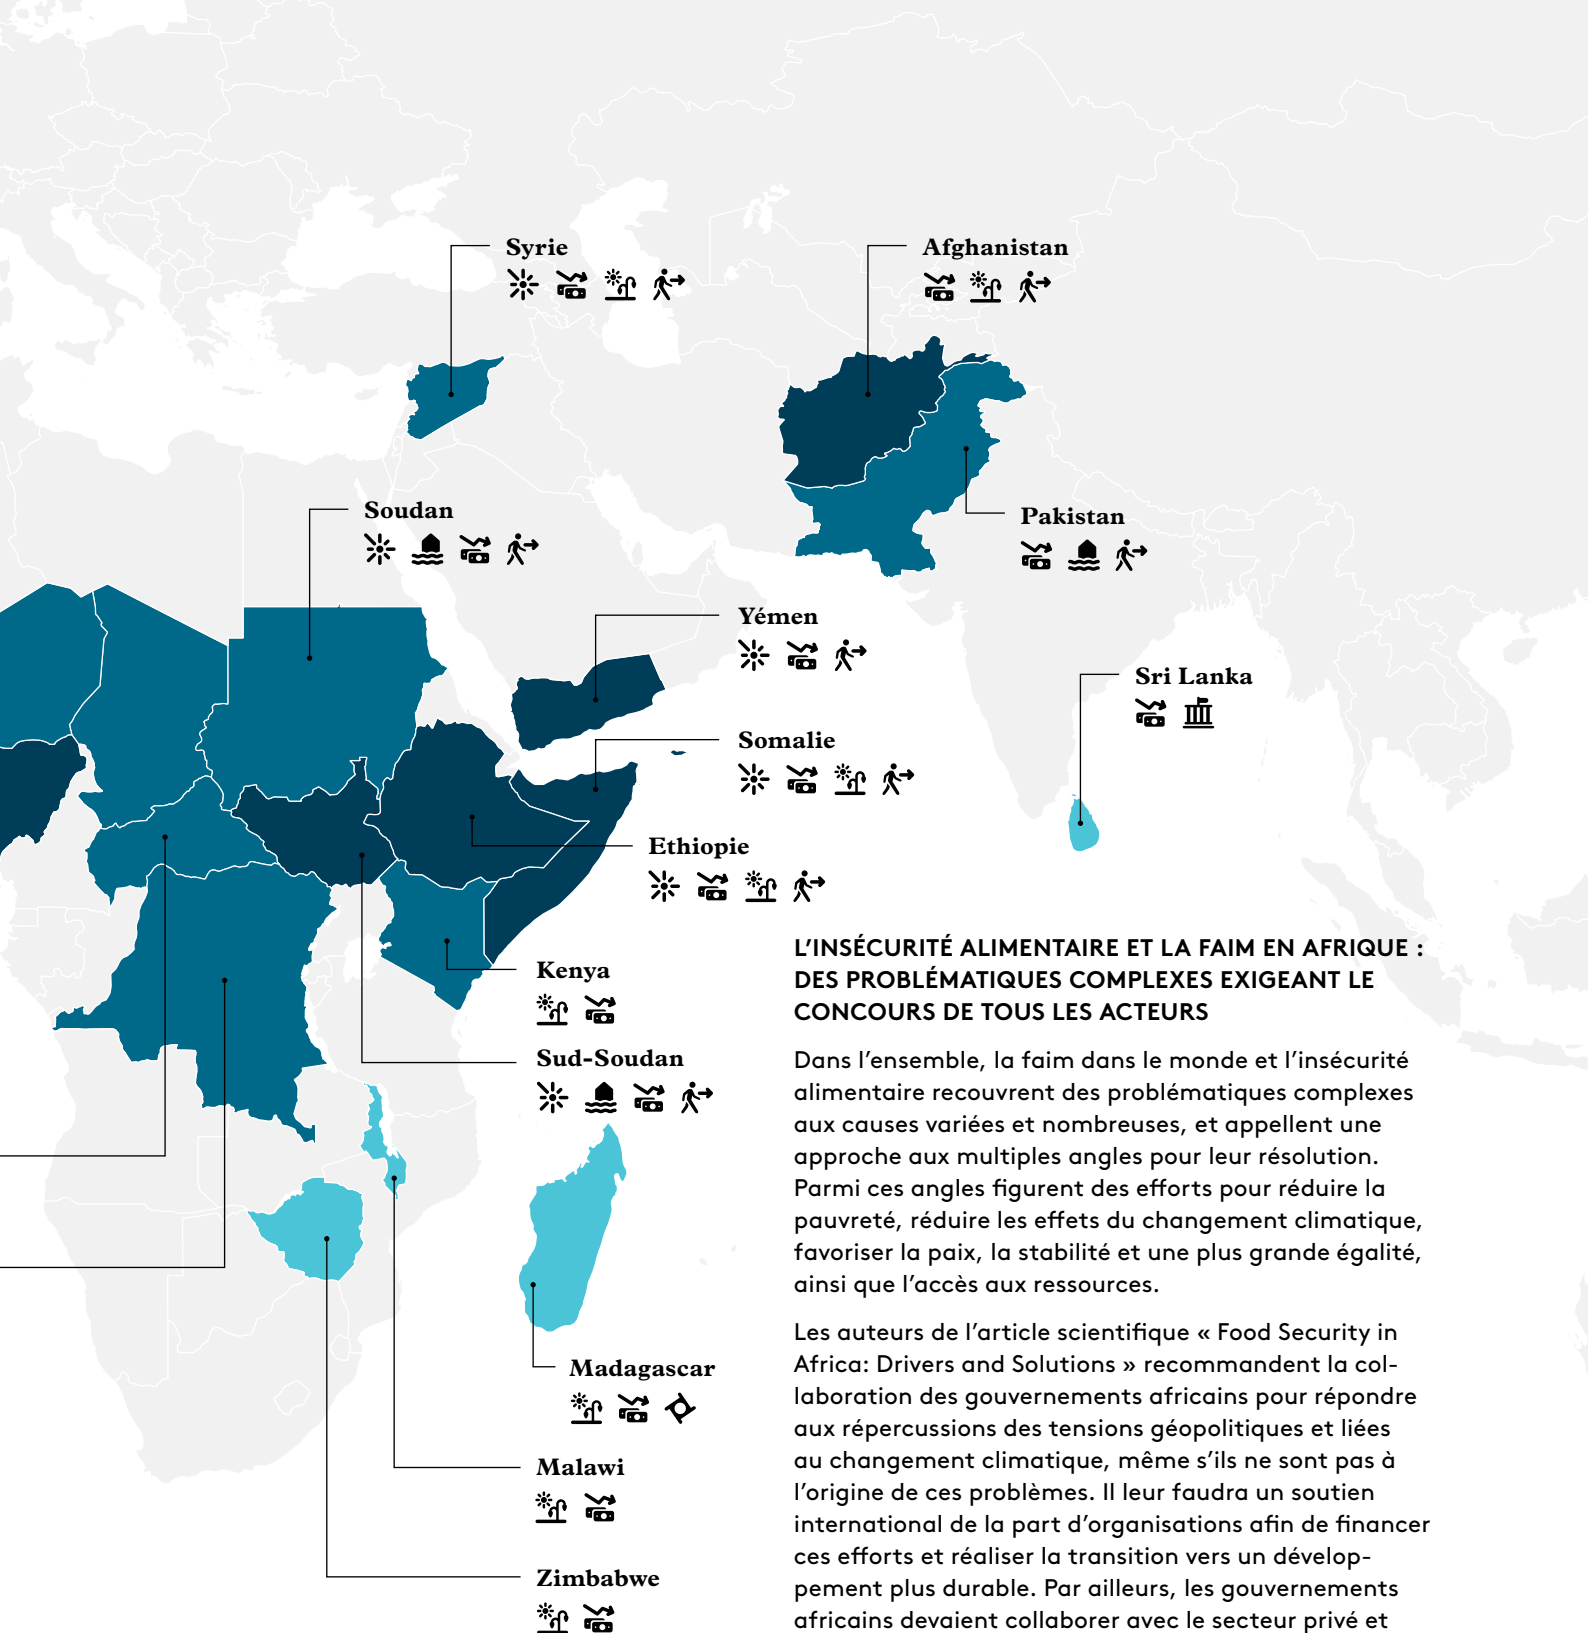 Syrie
Afghanistan
Soudan
Pakistan
Yémen
Sri Lanka
Somalie
Ethiopie
Kenya
Sud-Soudan
Madagascar
Malawi
Zimbabwe
L’INSÉCURITÉ ALIMENTAIRE ET LA FAIM EN AFRIQUE :
DES PROBLÉMATIQUES COMPLEXES EXIGEANT LE
CONCOURS DE TOUS LES ACTEURS
Dans l’ensemble, la faim dans le monde et l’insécurité
alimentaire recouvrent des problématiques complexes
aux causes variées et nombreuses, et appellent une
approche aux multiples angles pour leur résolution.
Parmi ces angles figurent des efforts pour réduire la
pauvreté, réduire les effets du changement climatique,
favoriser la paix, la stabilité et une plus grande égalité,
ainsi que l’accès aux ressources.
Les auteurs de l’article scientifique « Food Security in
Africa: Drivers and Solutions » recommandent la col-
laboration des gouvernements africains pour répondre
aux répercussions des tensions géopolitiques et liées
au changement climatique, même s’ils ne sont pas à
l’origine de ces problèmes. Il leur faudra un soutien
international de la part d’organisations afin de financer
ces efforts et réaliser la transition vers un dévelop-
pement plus durable. Par ailleurs, les gouvernements
africains devaient collaborer avec le secteur privé et